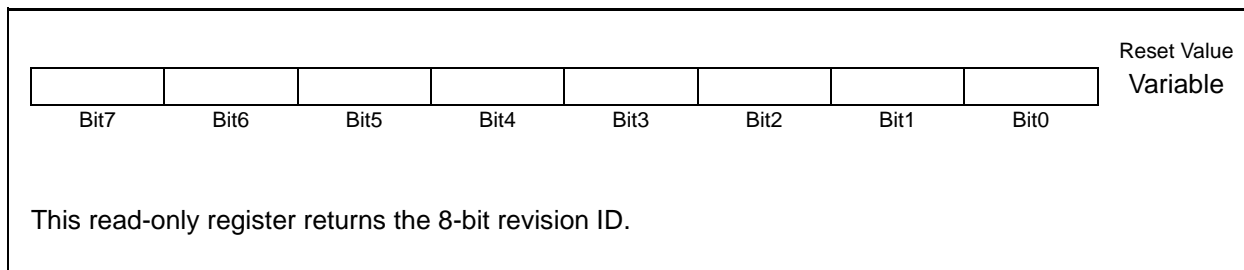 Reset Value
Variable
Bit7 Bit6 Bit5 Bit4 Bit3 Bit2 Bit1 Bit0
This read-only register returns the 8-bit revision ID.